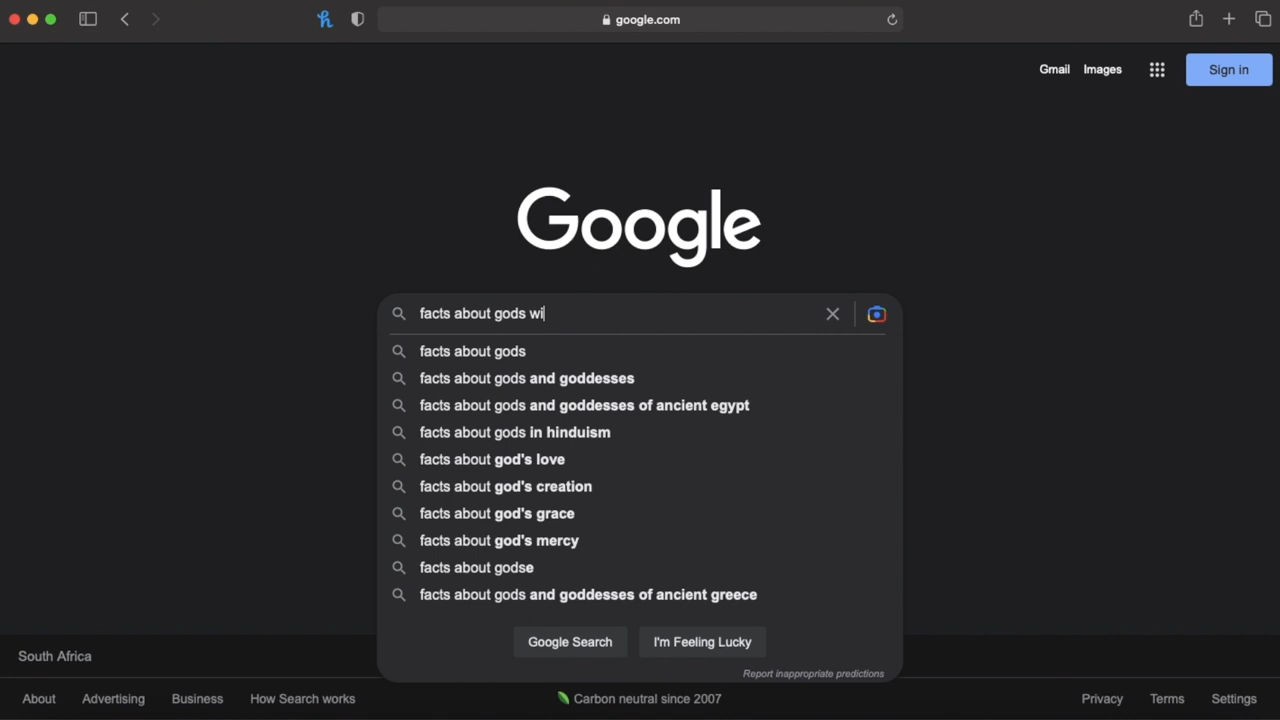 google.com
Gmail Images Sign in
Google
facts about gods wi
facts about gods
facts about gods and goddesses
facts about gods and goddesses of ancient egypt
facts about gods in hinduism
facts about god's love
facts about god's creation
facts about god's grace
facts about god's mercy
facts about godse
facts about gods and goddesses of ancient greece
Google Search I'm Feeling Lucky
Report inappropriate predictions
South Africa
About Advertising Business How Search works Carbon neutral since 2007 Privacy Terms Settings